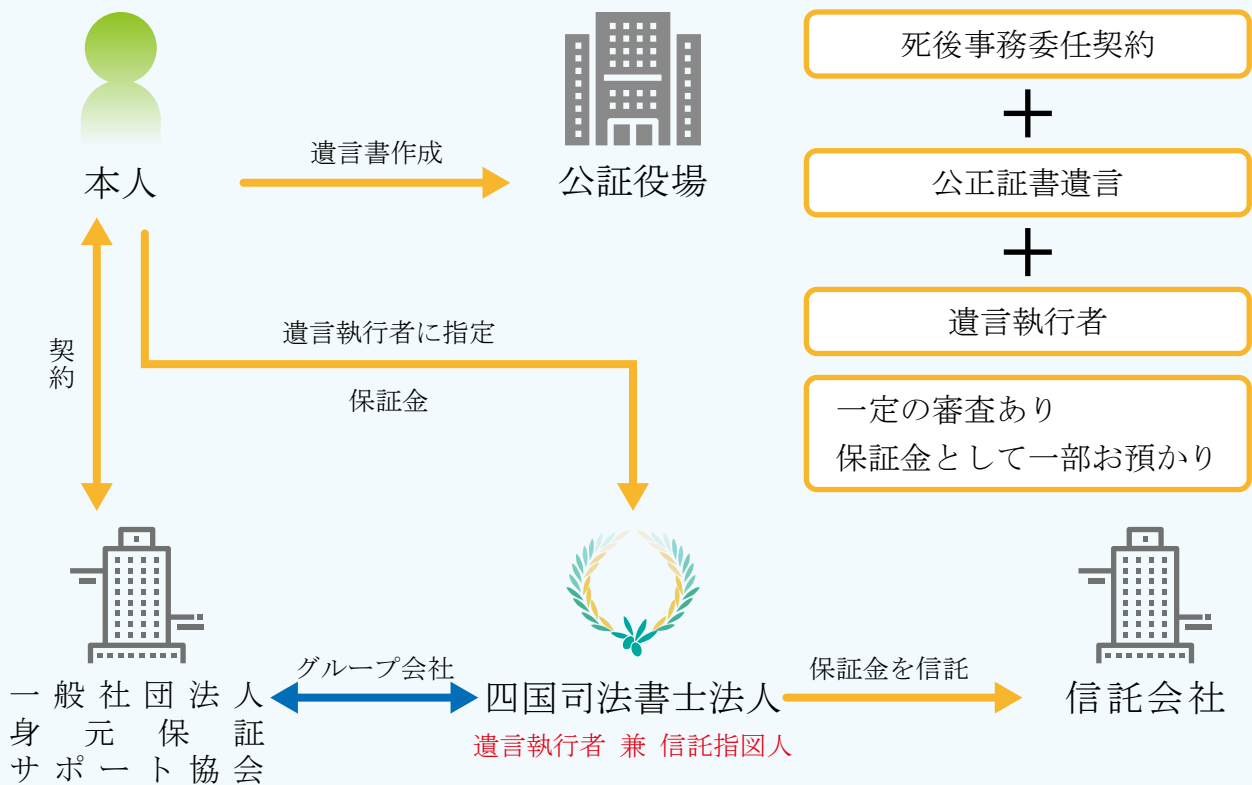 死後事務委任契約
遺言書作成
本人
公証役場
公正証書遺言
遺言執行者に指定
遺言執行者
契約
保証金
一定の審査あり
保証金として一部お預かり
グループ会社
保証金を信託
一般社団法人
身元保証
サポート協会
四国司法書士法人
遺言執行者 兼 信託指図人
信託会社